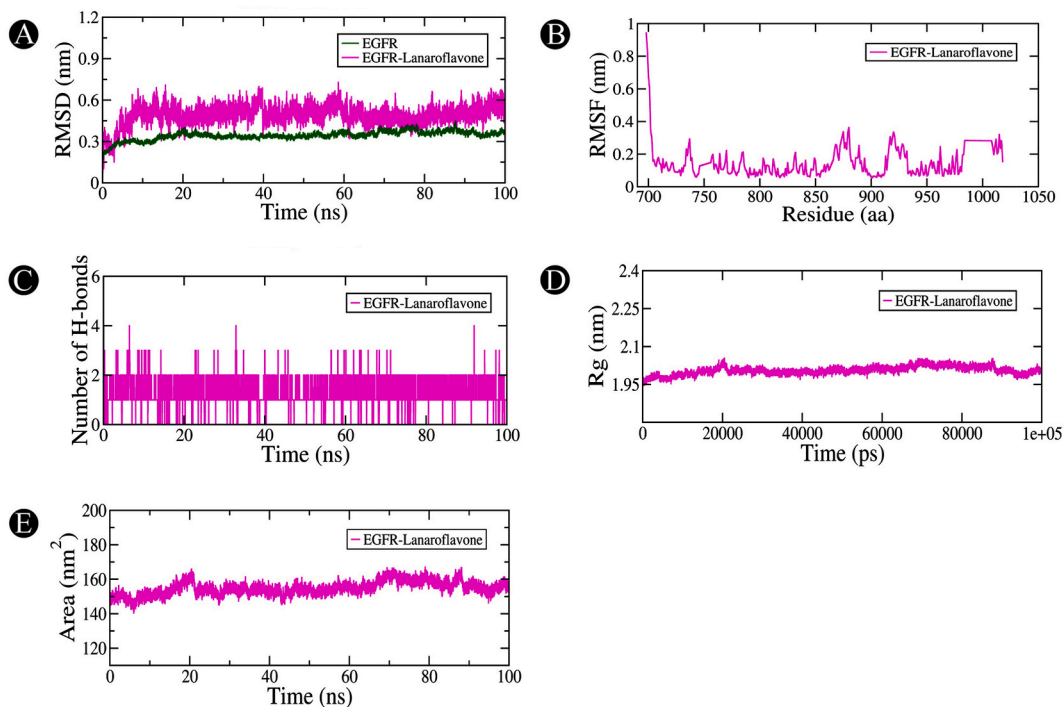 A
1.2
0.9
0.6
0.3
0
RMSD (nm)
EGFR
EGFR-Lanaroflavone
0 20 40 60 80 100
Time (ns)
B
1
0.8
0.6
0.4
0.2
0
RMSF (nm)
EGFR-Lanaroflavone
700 750 800 850 900 950 1000 1050
Residue (aa)
C
6
4
2
0
Number of H-bonds
EGFR-Lanaroflavone
0 20 40 60 80 100
Time (ns)
D
2.4
2.25
2.1
1.95
Rg (nm)
EGFR-Lanaroflavone
0 20000 40000 60000 80000 1e+05
Time (ps)
E
200
180
160
140
120
Area (nm²)
EGFR-Lanaroflavone
0 20 40 60 80 100
Time (ns)